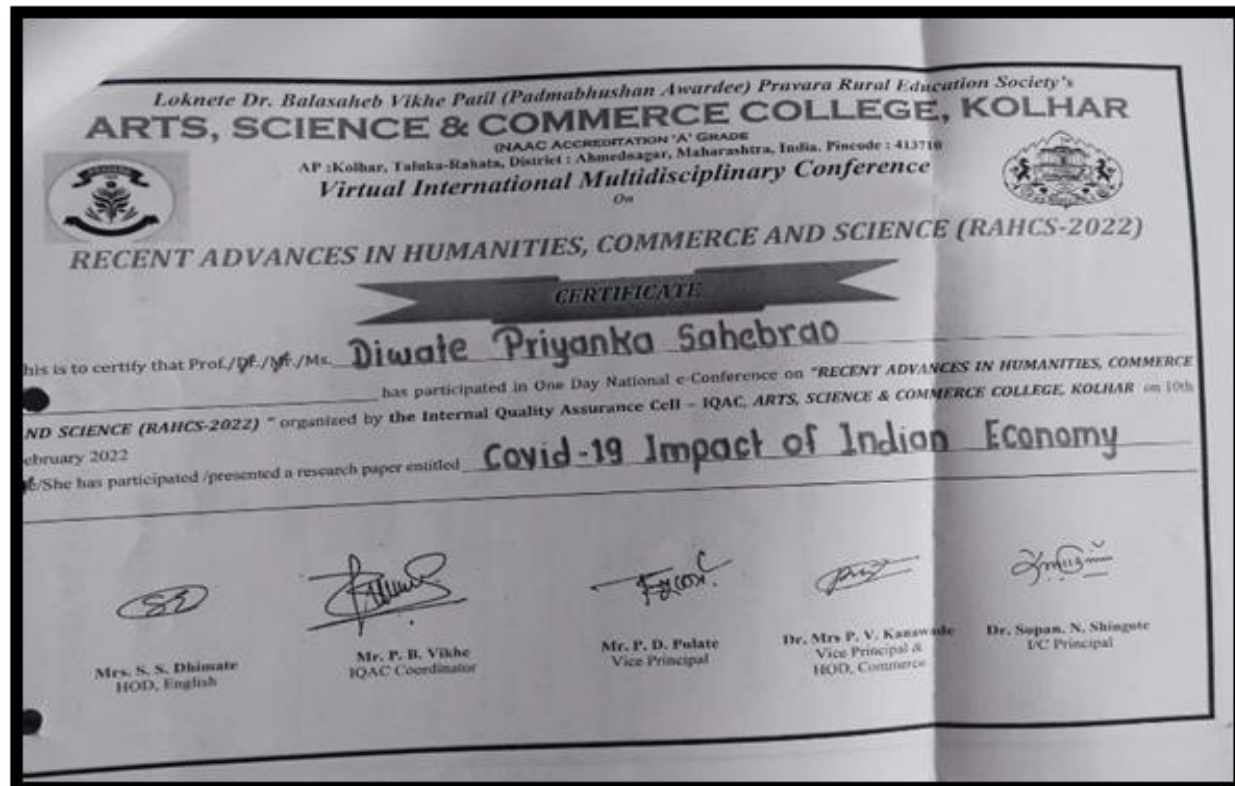 Loknete Dr. Balasaheb Vikhe Patil (Padmabhushan Awardee) Pravara Rural Education Society's
ARTS, SCIENCE & COMMERCE COLLEGE, KOLHAR
(NAAC ACCREDITATION 'A' GRADE
AP :Kolhar, Taluka-Rahata, District : Ahmednagar, Maharashtra, India. Pincode : 413710
Virtual International Multidisciplinary Conference
On
RECENT ADVANCES IN HUMANITIES, COMMERCE AND SCIENCE (RAHCS-2022)
CERTIFICATE
his is to certify that Prof./Dr./Mr./Ms. Diwate Priyanka Sahebrao
has participated in One Day National e-Conference on "RECENT ADVANCES IN HUMANITIES, COMMERCE
ND SCIENCE (RAHCS-2022) " organized by the Internal Quality Assurance Cell – IQAC, ARTS, SCIENCE & COMMERCE COLLEGE, KOLHAR on 10th
ebruary 2022
e/She has participated /presented a research paper entitled Covid-19 Impact of Indian Economy
Mrs. S. S. Dhimate
HOD, English
Mr. P. B. Vikhe
IQAC Coordinator
Mr. P. D. Pulate
Vice Principal
Dr. Mrs P. V. Kanawade
Vice Principal &
HOD, Commerce
Dr. Sopan. N. Shingote
I/C Principal